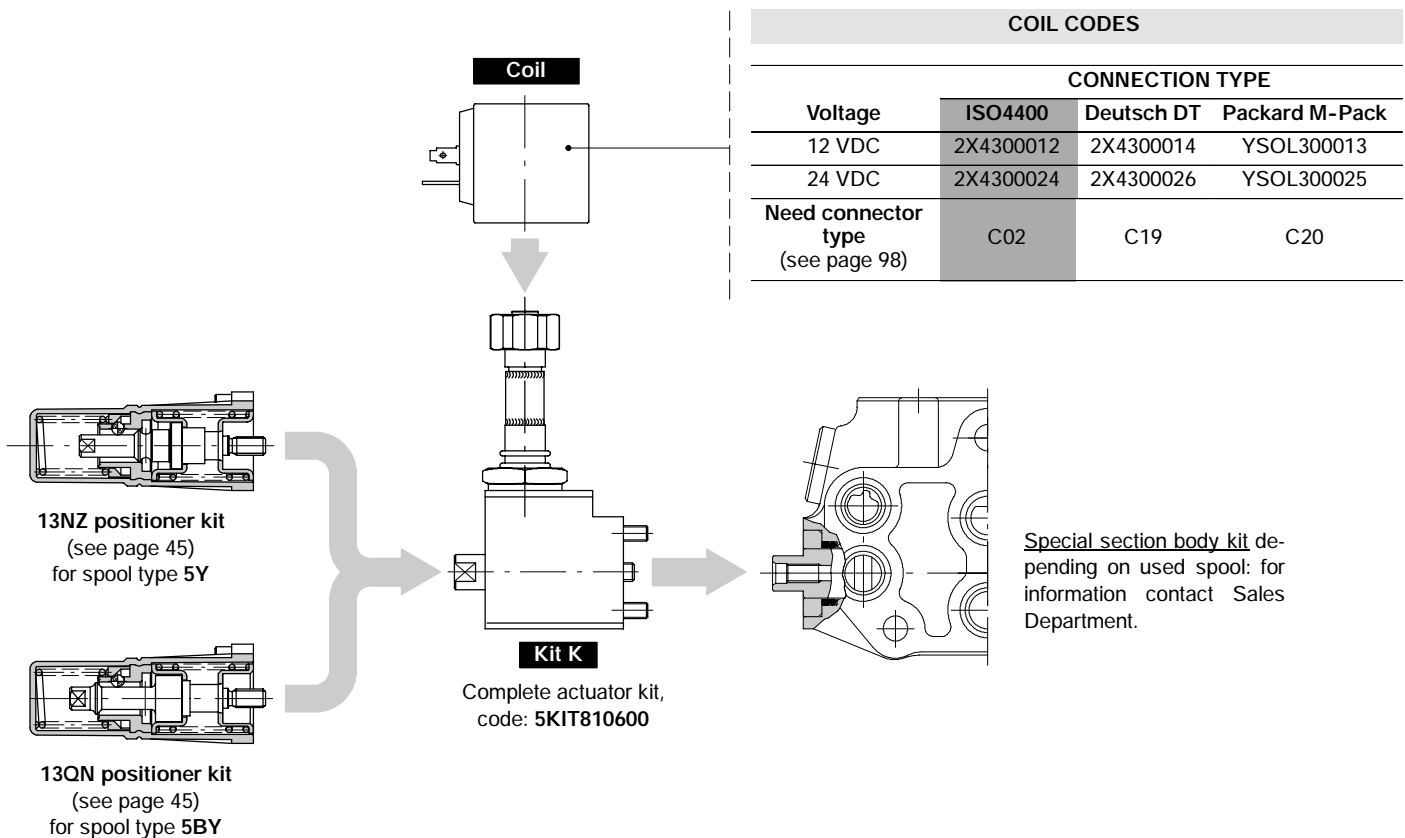 COIL CODES
CONNECTION TYPE
Voltage ISO4400 Deutsch DT Packard M-Pack
12 VDC 2X4300012 2X4300014 YSOL300013
24 VDC 2X4300024 2X4300026 YSOL300025
Need connector
type
(see page 98)
C02 C19 C20
Coil
13NZ positioner kit
(see page 45)
for spool type 5Y
13QN positioner kit
(see page 45)
for spool type 5BY
Kit K
Complete actuator kit,
code: 5KIT810600
Special section body kit de-
pending on used spool: for
information contact Sales
Department.